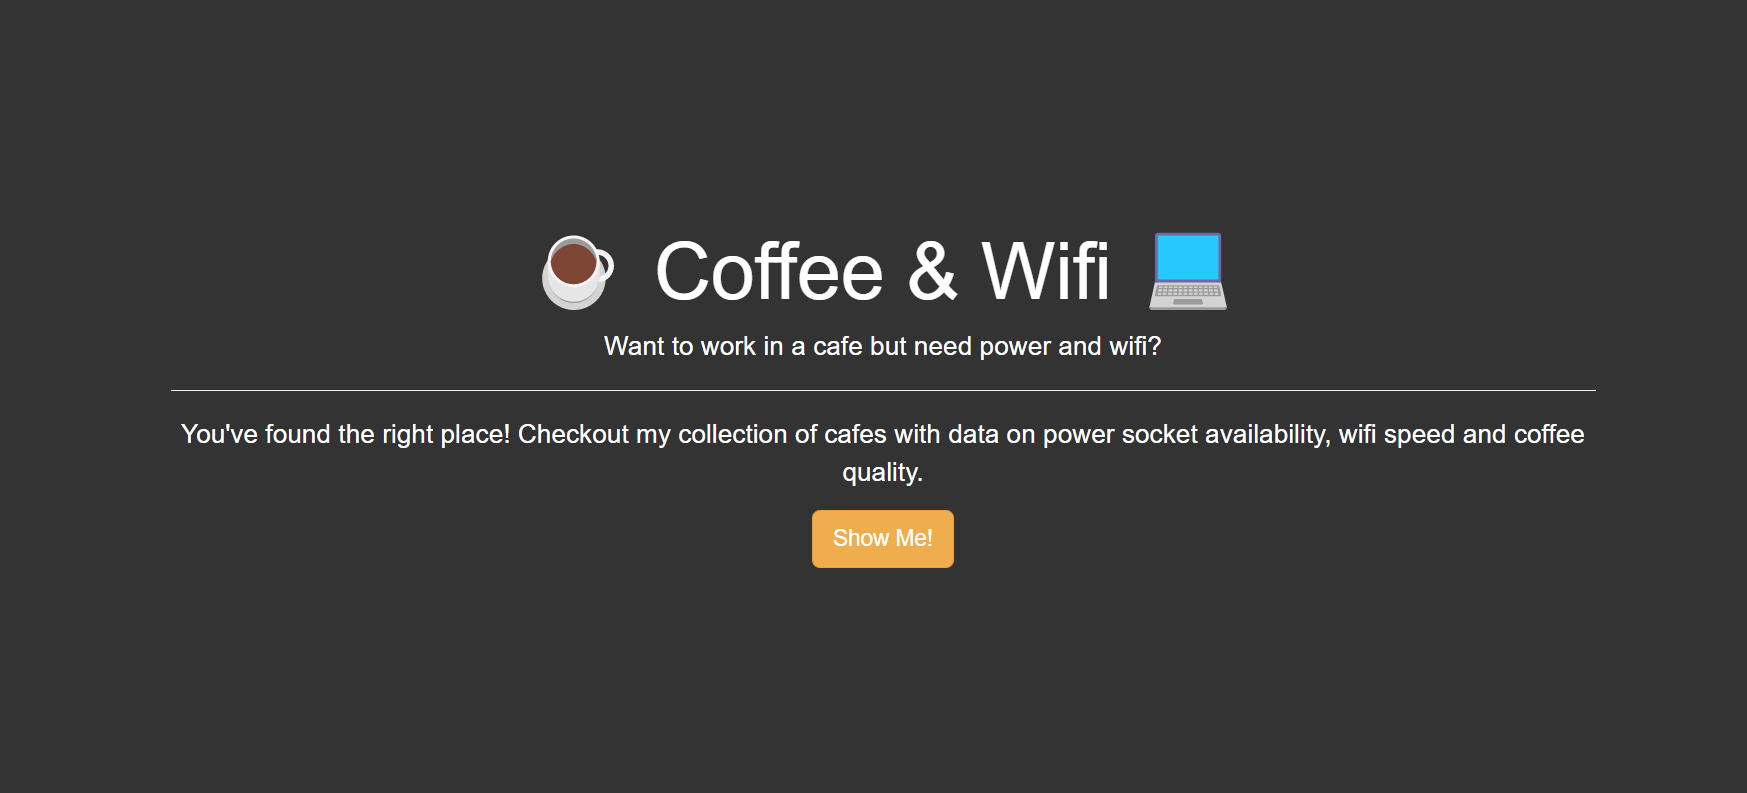 Coffee & Wifi
Want to work in a cafe but need power and wifi?
You've found the right place! Checkout my collection of cafes with data on power socket availability, wifi speed and coffee
quality.
Show Me!